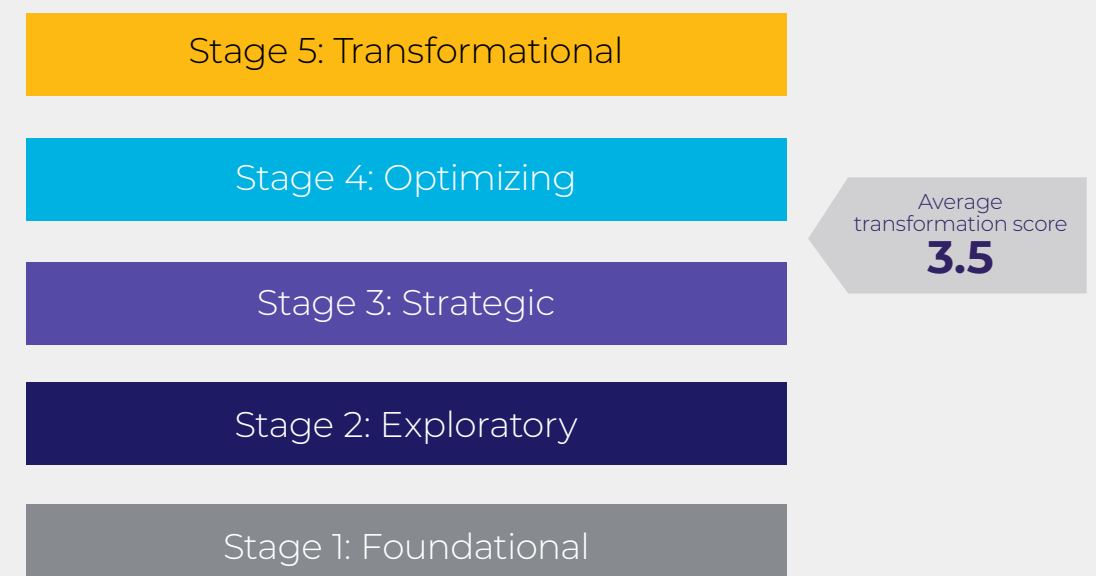 Stage 5: Transformational
Stage 4: Optimizing
Average
transformation score
3.5
Stage 3: Strategic
Stage 2: Exploratory
Stage 1: Foundational